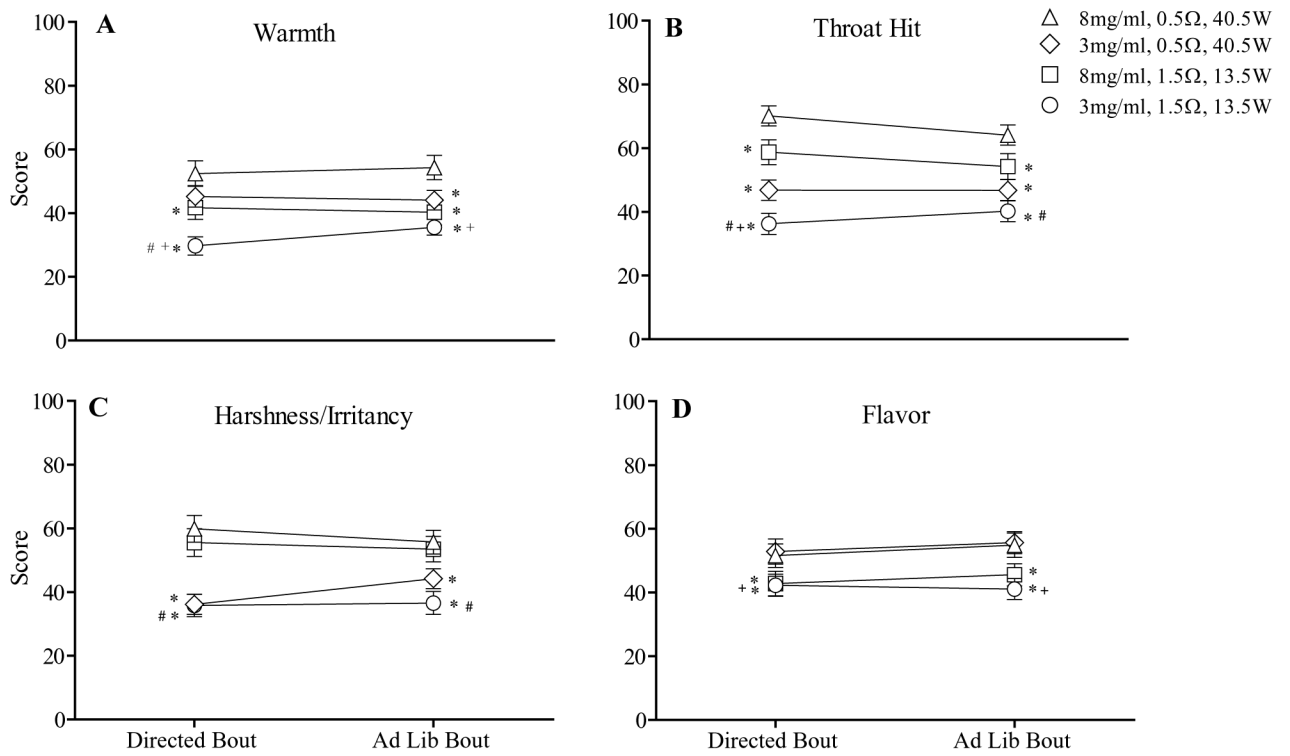 A
Warmth
Score
100
80
60
40
20
0
*
# + *
*
*
* +
B
Throat Hit
100
80
60
40
20
0
*
*
# + *
*
*
* #
8mg/ml, 0.5Ω, 40.5W
3mg/ml, 0.5Ω, 40.5W
8mg/ml, 1.5Ω, 13.5W
3mg/ml, 1.5Ω, 13.5W
C
Harshness/Irritancy
Score
100
80
60
40
20
0
*
# *
*
* #
Directed Bout
Ad Lib Bout
D
Flavor
100
80
60
40
20
0
*
+ *
*
* +
Directed Bout
Ad Lib Bout